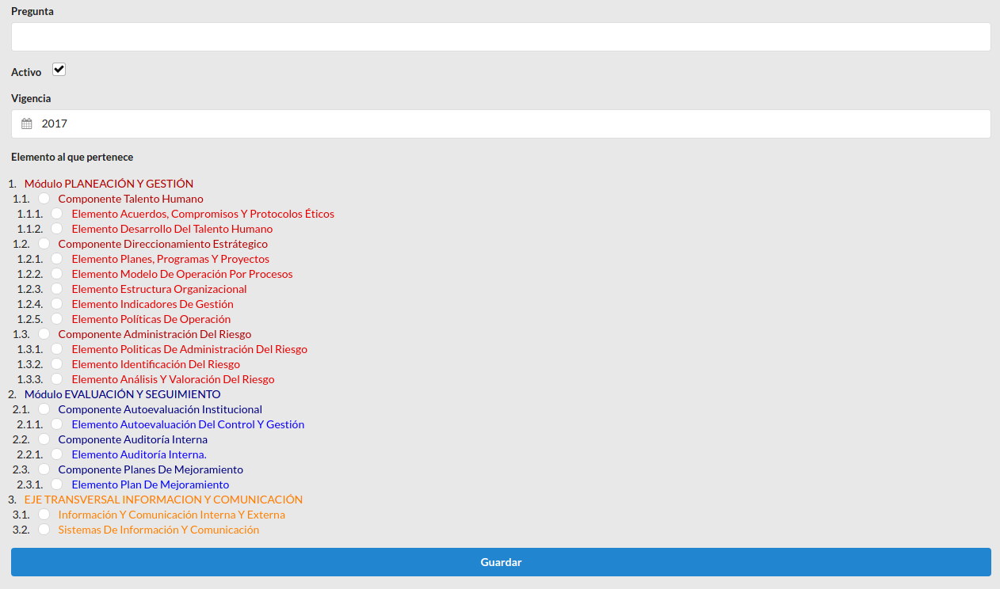 Pregunta
Activo
Vigencia
2017
Elemento al que pertenece
1. Módulo PLANEACIÓN Y GESTIÓN
1.1. Componente Talento Humano
1.1.1. Elemento Acuerdos, Compromisos Y Protocolos Éticos
1.1.2. Elemento Desarrollo Del Talento Humano
1.2. Componente Direccionamiento Estrátegico
1.2.1. Elemento Planes, Programas Y Proyectos
1.2.2. Elemento Modelo De Operación Por Procesos
1.2.3. Elemento Estructura Organizacional
1.2.4. Elemento Indicadores De Gestión
1.2.5. Elemento Políticas De Operación
1.3. Componente Administración Del Riesgo
1.3.1. Elemento Politicas De Administración Del Riesgo
1.3.2. Elemento Identificación Del Riesgo
1.3.3. Elemento Análisis Y Valoración Del Riesgo
2. Módulo EVALUACIÓN Y SEGUIMIENTO
2.1. Componente Autoevaluación Institucional
2.1.1. Elemento Autoevaluación Del Control Y Gestión
2.2. Componente Auditoría Interna
2.2.1. Elemento Auditoría Interna.
2.3. Componente Planes De Mejoramiento
2.3.1. Elemento Plan De Mejoramiento
3. EJE TRANSVERSAL INFORMACION Y COMUNICACIÓN
3.1. Información Y Comunicación Interna Y Externa
3.2. Sistemas De Información Y Comunicación
Guardar